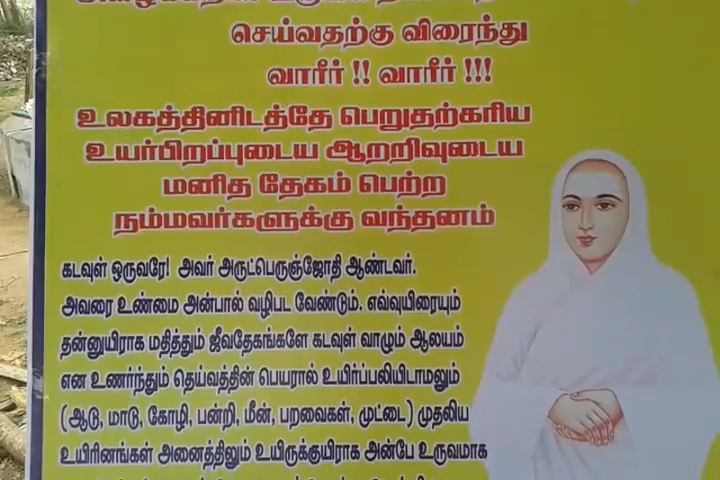 செய்வதற்கு விரைந்து
வாரீர் !! வாரீர் !!!
உலகத்தினிடத்தே பெறுதற்கரிய
உயர்பிறப்புடைய ஆறறிவுடைய
மனித தேகம் பெற்ற
நம்மவர்களுக்கு வந்தனம்
கடவுள் ஒருவரே! அவர் அருட்பெருஞ்ஜோதி ஆண்டவர்.
அவரை உண்மை அன்பால் வழிபட வேண்டும். எவ்வுயிரையும்
தன்னுயிராக மதித்தும் ஜீவதேகங்களே கடவுள் வாழும் ஆலயம்
என உணர்ந்தும் தெய்வத்தின் பெயரால் உயிர்ப்பலியிடாமலும்
(ஆடு, மாடு, கோழி, பன்றி, மீன், பறவைகள், முட்டை) முதலிய
உயிரினங்கள் அனைத்திலும் உயிருக்குயிராக அன்பே உருவமாக